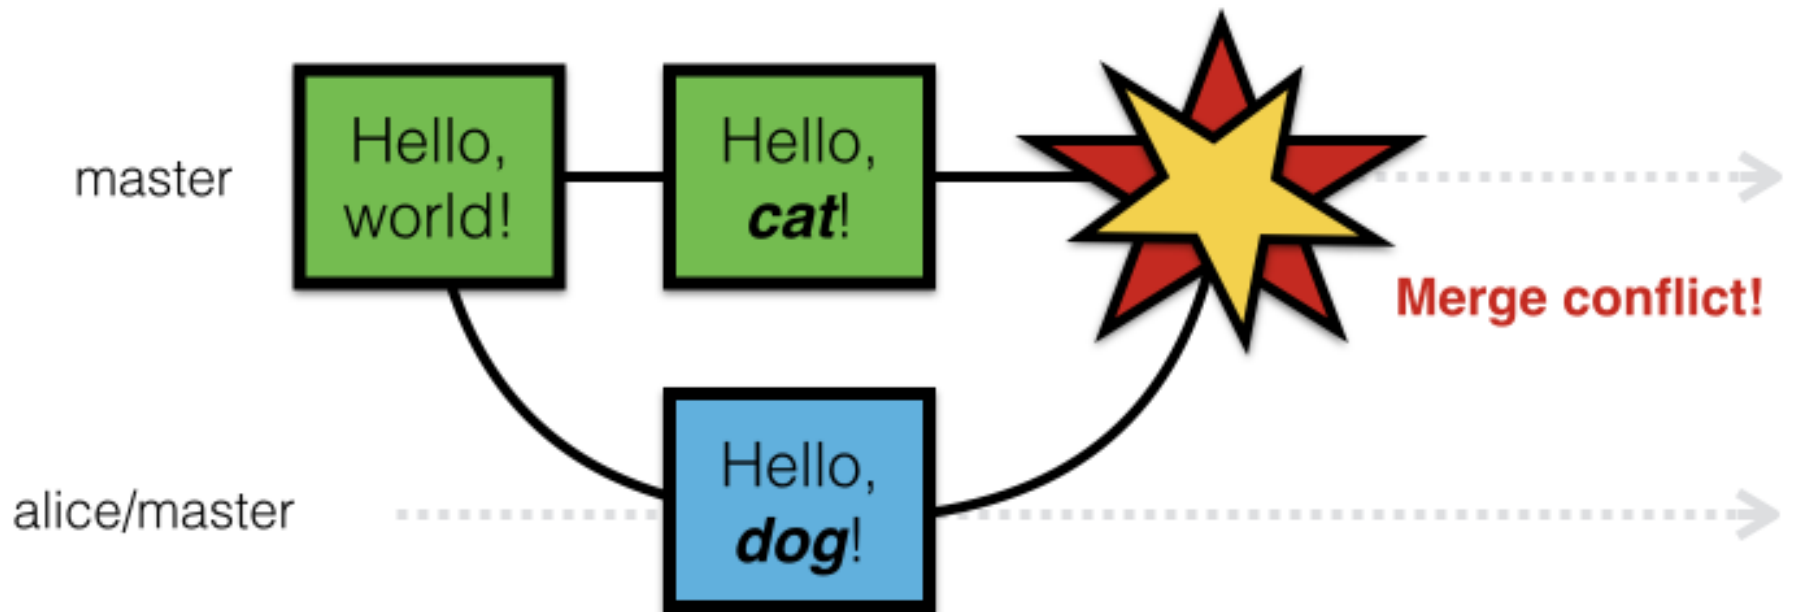 master
Hello,
world!
Hello,
cat!
Merge conflict!
alice/master
Hello,
dog!